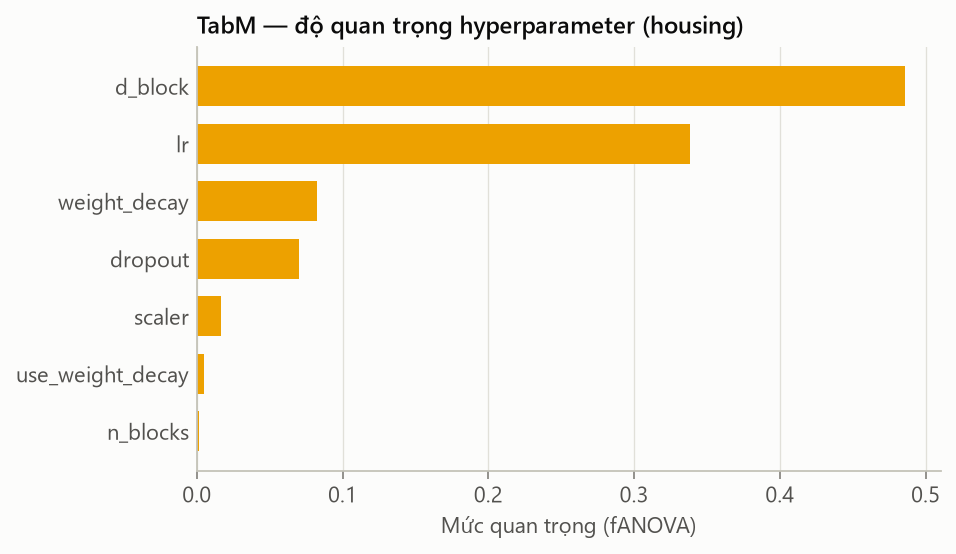 TabM — độ quan trọng hyperparameter (housing)
d_block
lr
weight_decay
dropout
scaler
use_weight_decay
n_blocks
0.0 0.1 0.2 0.3 0.4 0.5
Mức quan trọng (fANOVA)